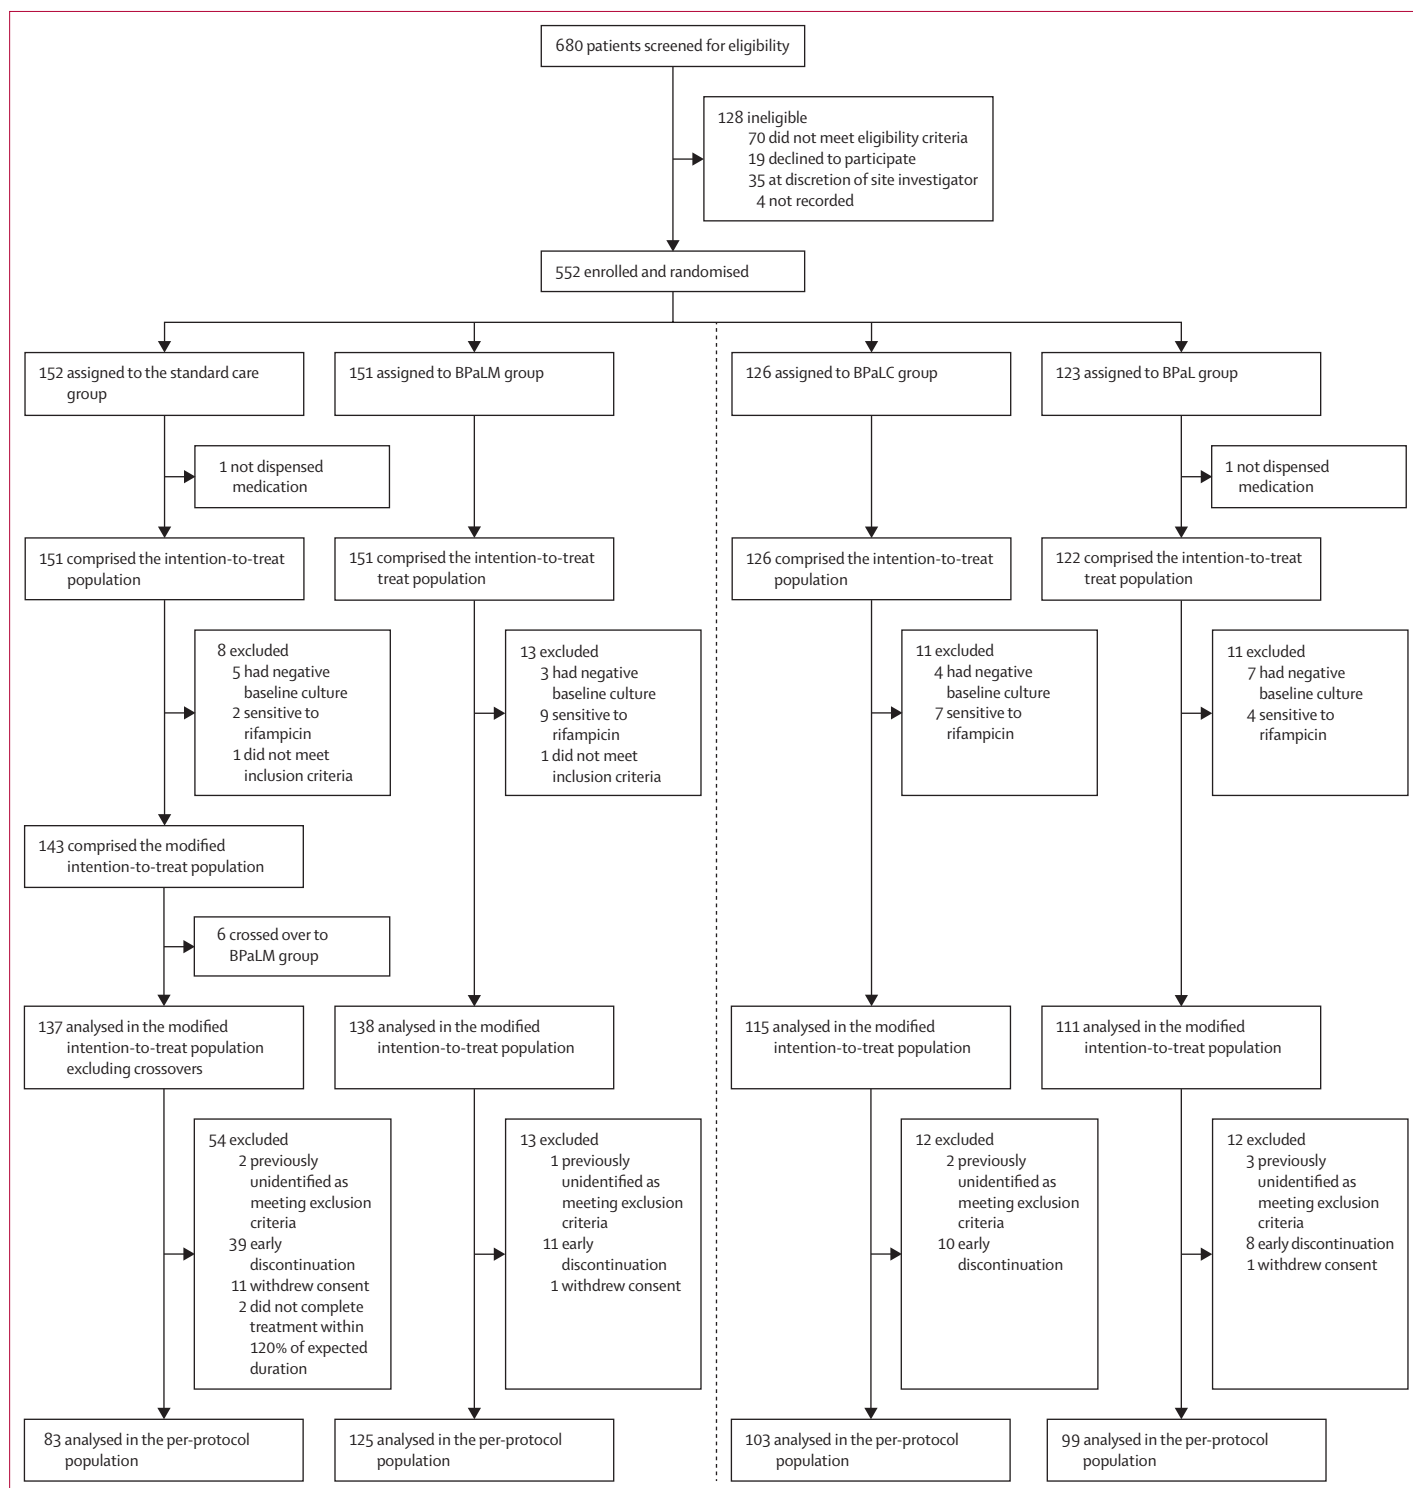 680 patients screened for eligibility
128 ineligible
70 did not meet eligibility criteria
19 declined to participate
35 at discretion of site investigator
4 not recorded
552 enrolled and randomised
152 assigned to the standard care
group
151 assigned to BPaLM group
126 assigned to BPaLC group
123 assigned to BPaL group
1 not dispensed
medication
1 not dispensed
medication
151 comprised the intention-to-treat
population
151 comprised the intention-to-treat
treat population
126 comprised the intention-to-treat
population
122 comprised the intention-to-treat
treat population
8 excluded
5 had negative
baseline culture
2 sensitive to
rifampicin
1 did not meet
inclusion criteria
13 excluded
3 had negative
baseline culture
9 sensitive to
rifampicin
1 did not meet
inclusion criteria
11 excluded
4 had negative
baseline culture
7 sensitive to
rifampicin
11 excluded
7 had negative
baseline culture
4 sensitive to
rifampicin
143 comprised the modified
intention-to-treat population
6 crossed over to
BPaLM group
137 analysed in the modified
intention-to-treat population
excluding crossovers
138 analysed in the modified
intention-to-treat population
115 analysed in the modified
intention-to-treat population
111 analysed in the modified
intention-to-treat population
54 excluded
2 previously
unidentified as
meeting exclusion
criteria
39 early
discontinuation
11 withdrew consent
2 did not complete
treatment within
120% of expected
duration
13 excluded
1 previously
unidentified as
meeting exclusion
criteria
11 early
discontinuation
1 withdrew consent
12 excluded
2 previously
unidentified as
meeting exclusion
criteria
10 early
discontinuation
12 excluded
3 previously
unidentified as
meeting exclusion
criteria
8 early discontinuation
1 withdrew consent
83 analysed in the per-protocol
population
125 analysed in the per-protocol
population
103 analysed in the per-protocol
population
99 analysed in the per-protocol
population